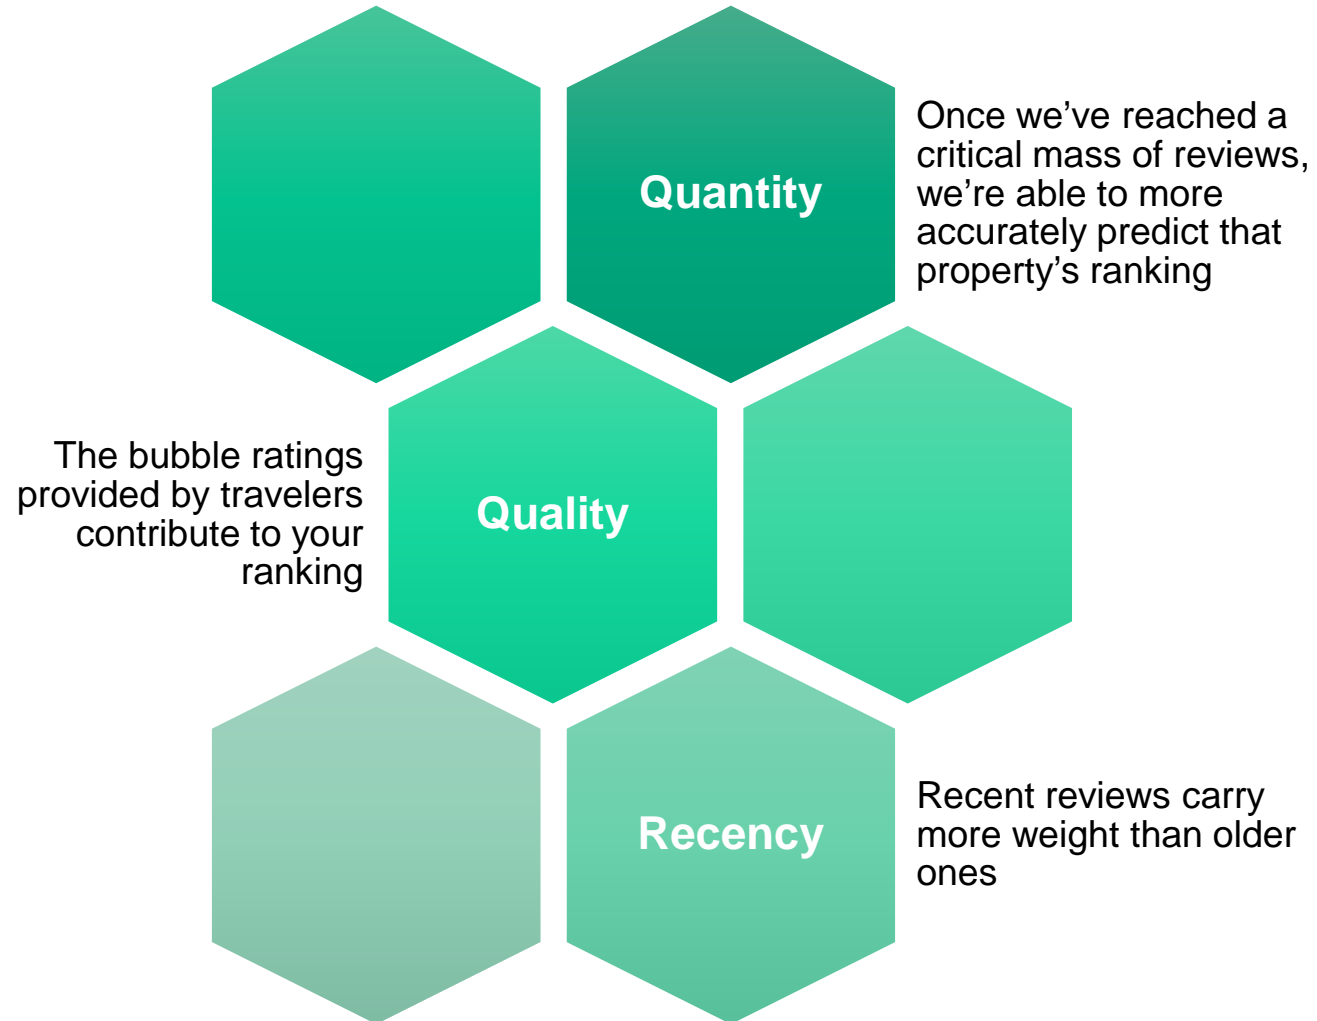 Quantity
Once we’ve reached a
critical mass of reviews,
we’re able to more
accurately predict that
property’s ranking
The bubble ratings
provided by travelers
contribute to your
ranking
Quality
Recency
Recent reviews carry
more weight than older
ones